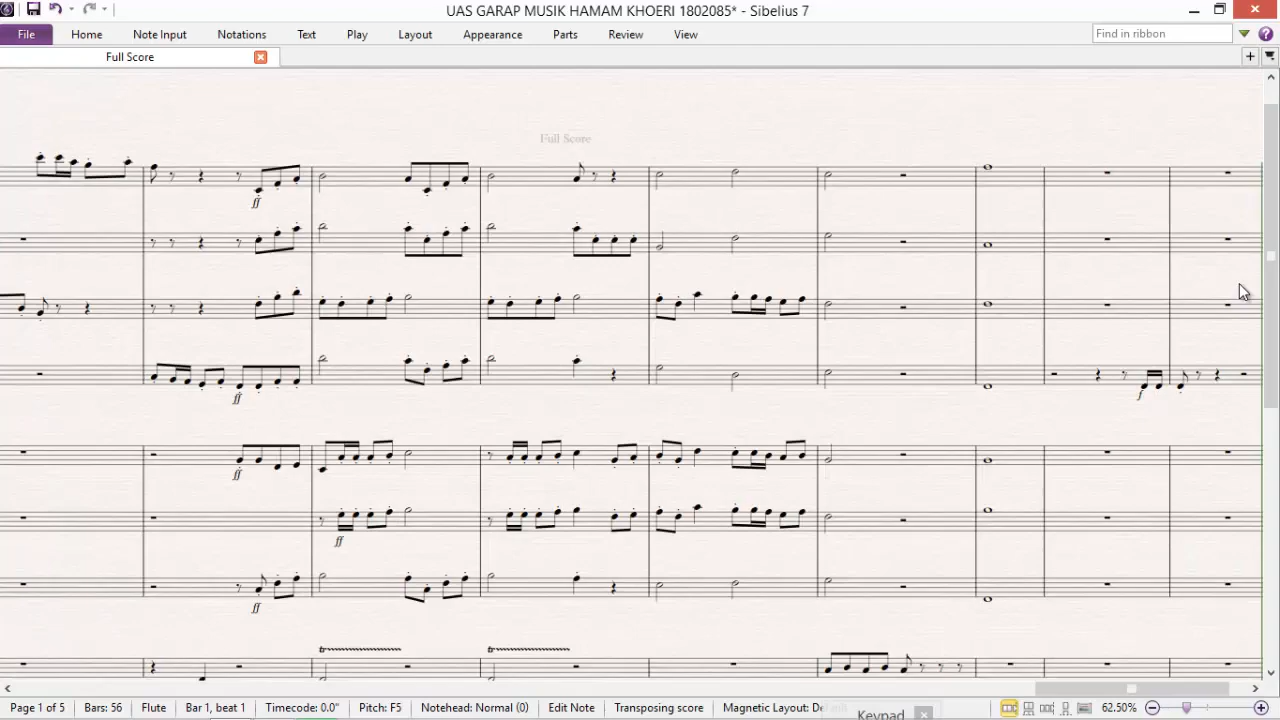 UAS GARAP MUSIK HAMAM KHOERI 1802085* - Sibelius 7
File Home Note Input Notations Text Play Layout Appearance Parts Review View Find in ribbon
Full Score
Full Score
ff
ff
f
ff
ff
ff
tr tr
Page 1 of 5 Bars: 56 Flute Bar 1, beat 1 Timecode: 0.0" Pitch: F5 Notehead: Normal (0) Edit Note Transposing score Magnetic Layout: 62.50%
Keypad